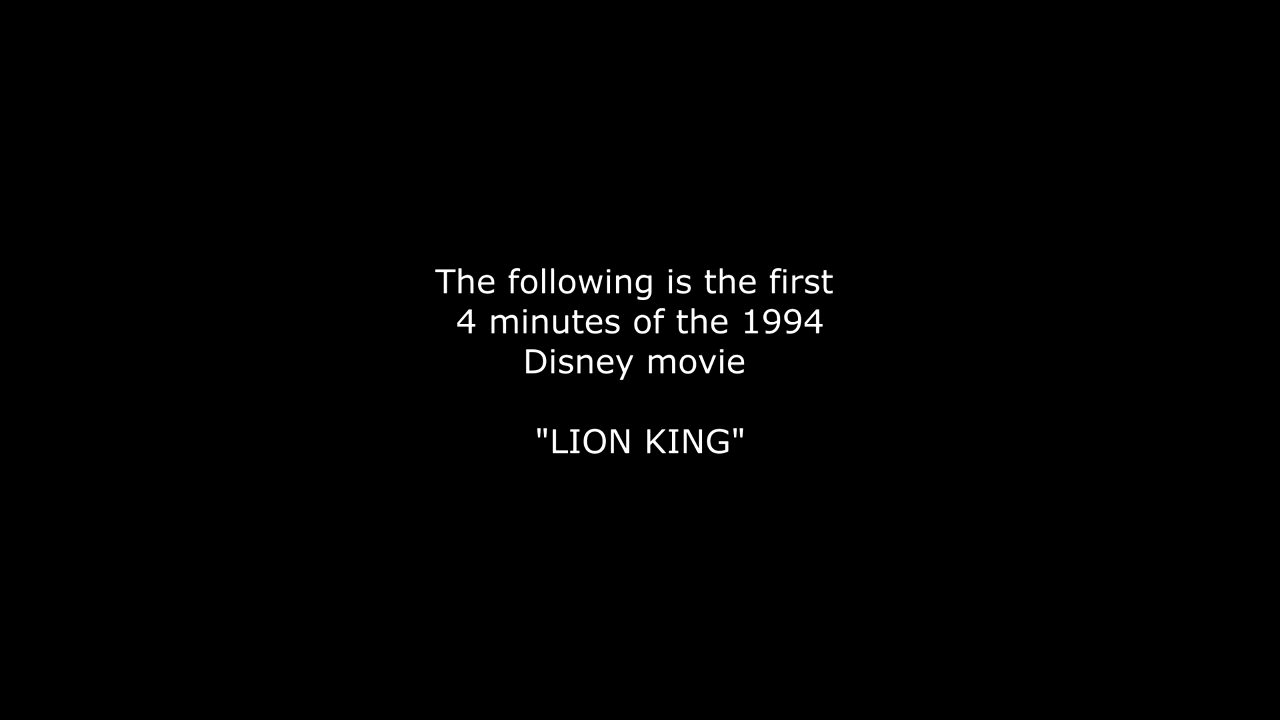 The following is the first
4 minutes of the 1994
Disney movie
"LION KING"